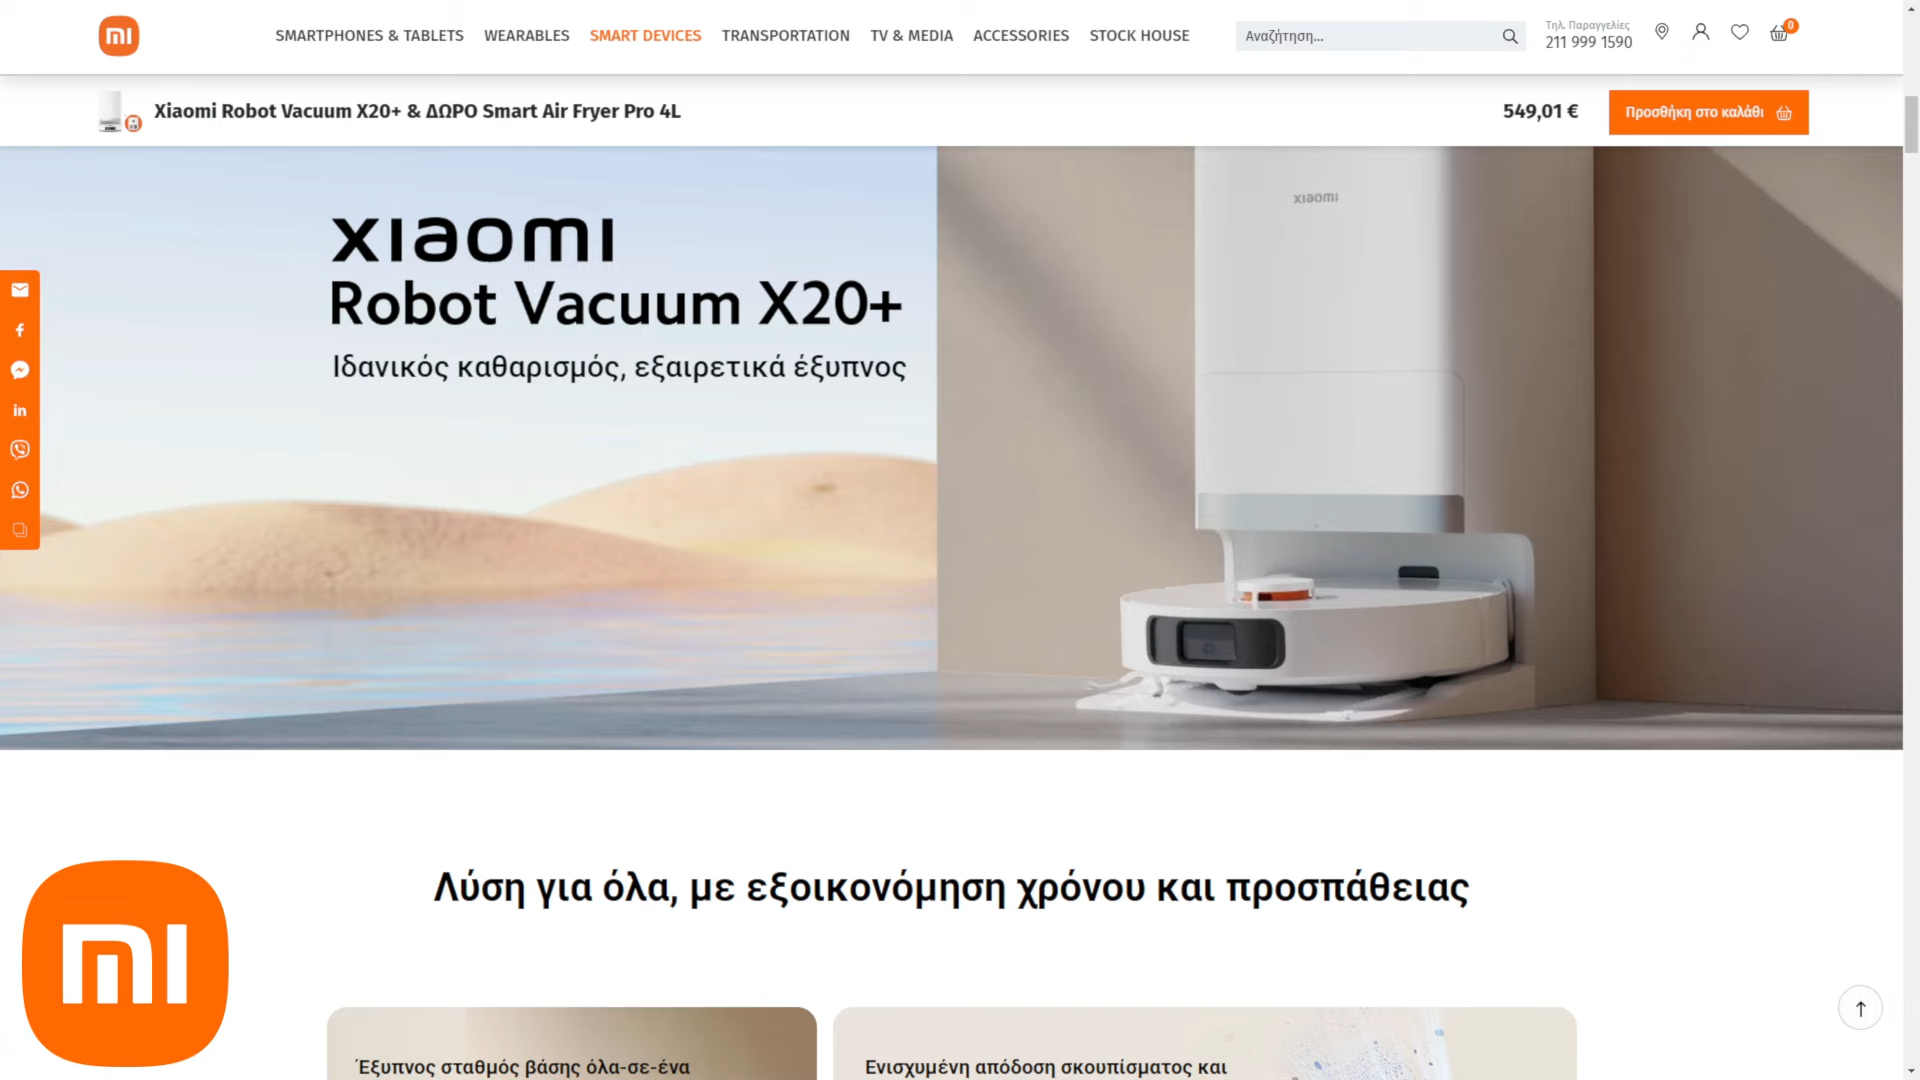 SMARTPHONES & TABLETS WEARABLES SMART DEVICES TRANSPORTATION TV & MEDIA ACCESSORIES STOCK HOUSE
Αναζήτηση...
Τηλ. Παραγγελίες
211 999 1590
0
Xiaomi Robot Vacuum X20+ & ΔΩΡΟ Smart Air Fryer Pro 4L
549,01 €
Προσθήκη στο καλάθι
xiaomi
Robot Vacuum X20+
Ιδανικός καθαρισμός, εξαιρετικά έξυπνος
xiaomi
Λύση για όλα, με εξοικονόμηση χρόνου και προσπάθειας
Έξυπνος σταθμός βάσης όλα-σε-ένα
Ενισχυμένη απόδοση σκουπίσματος και